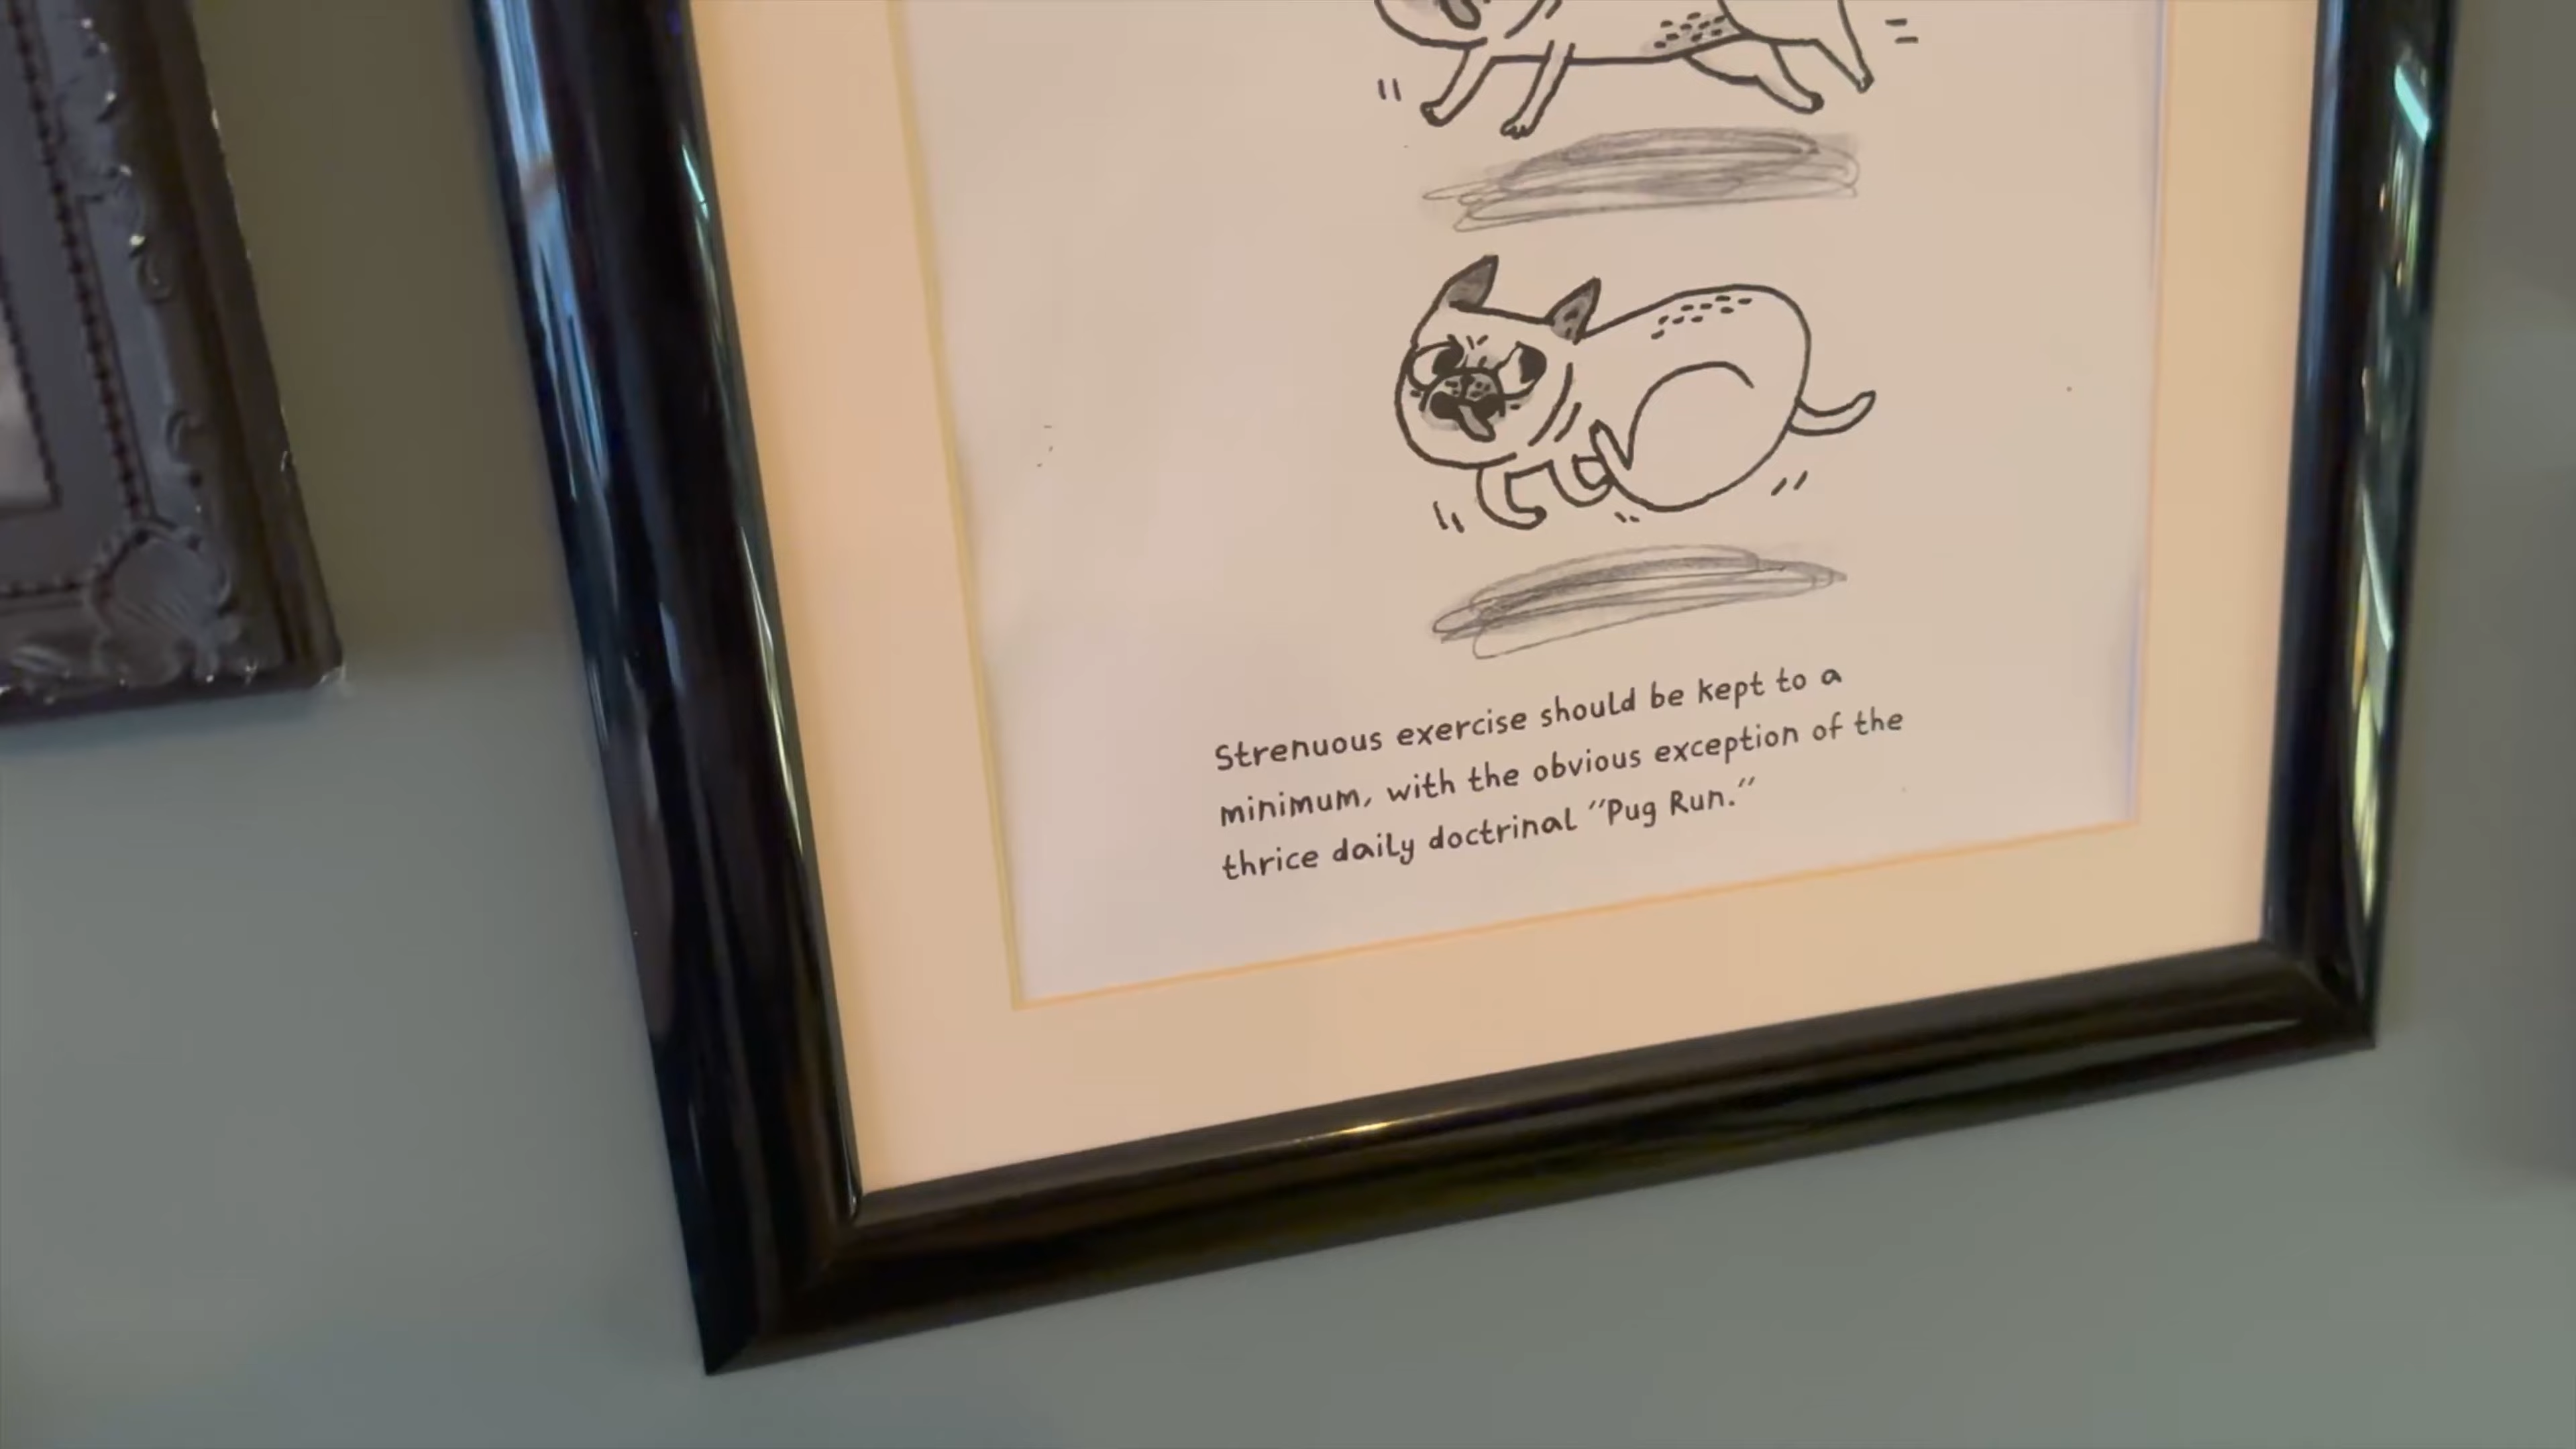 Strenuous exercise should be kept to a
minimum, with the obvious exception of the
thrice daily doctrinal "Pug Run."